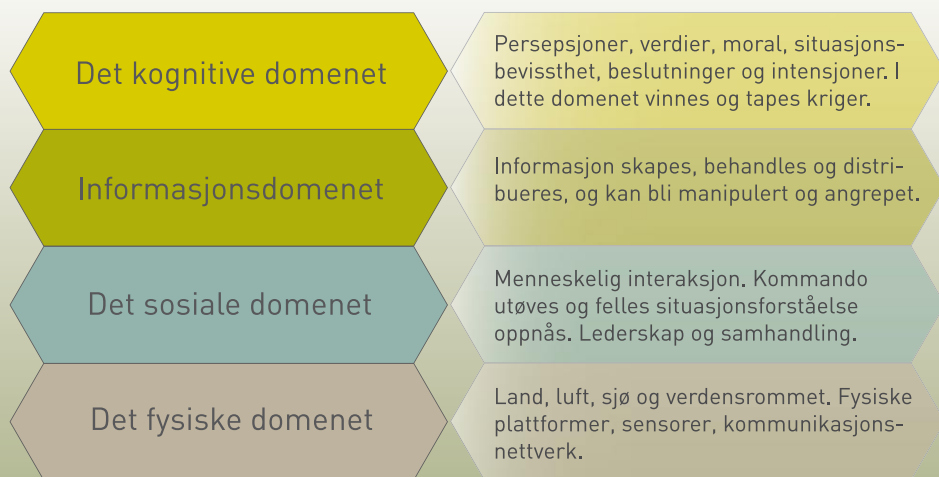 Det kognitive domenet
Persepsjoner, verdier, moral, situasjons-
bevissthet, beslutninger og intensjoner. I
dette domenet vinnes og tapes kriger.
Informasjonsdomenet
Informasjon skapes, behandles og distri-
bueres, og kan bli manipulert og angrepet.
Det sosiale domenet
Menneskelig interaksjon. Kommando
utøves og felles situasjonsforståelse
oppnås. Lederskap og samhandling.
Det fysiske domenet
Land, luft, sjø og verdensrommet. Fysiske
plattformer, sensorer, kommunikasjons-
nettverk.